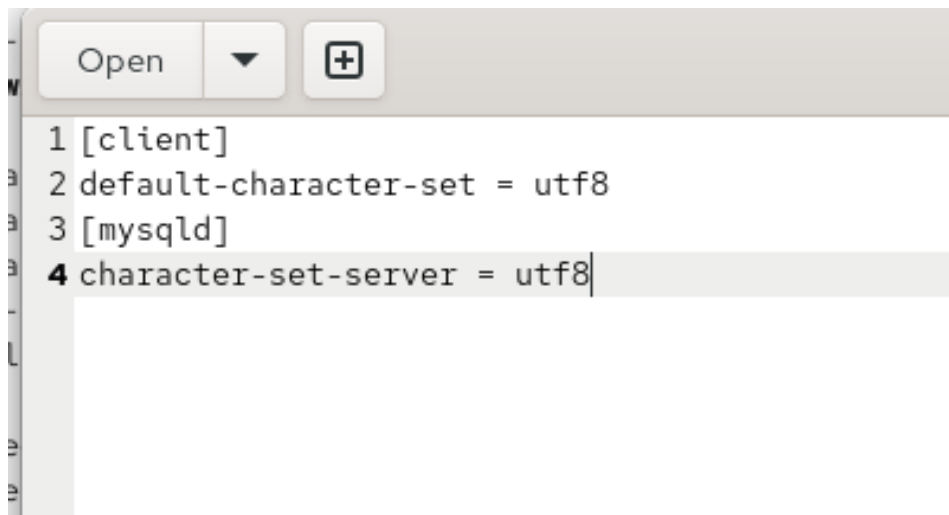 Open
1 [client]
2 default-character-set = utf8
3 [mysqld]
4 character-set-server = utf8